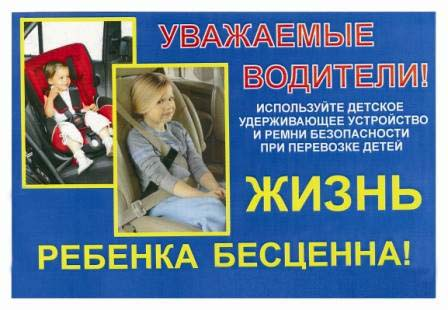 УВАЖАЕМЫЕ
ВОДИТЕЛИ!
ИСПОЛЬЗУЙТЕ ДЕТСКОЕ
УДЕРЖИВАЮЩЕЕ УСТРОЙСТВО
И РЕМНИ БЕЗОПАСНОСТИ
ПРИ ПЕРЕВОЗКЕ ДЕТЕЙ
ЖИЗНЬ
РЕБЕНКА БЕСЦЕННА!